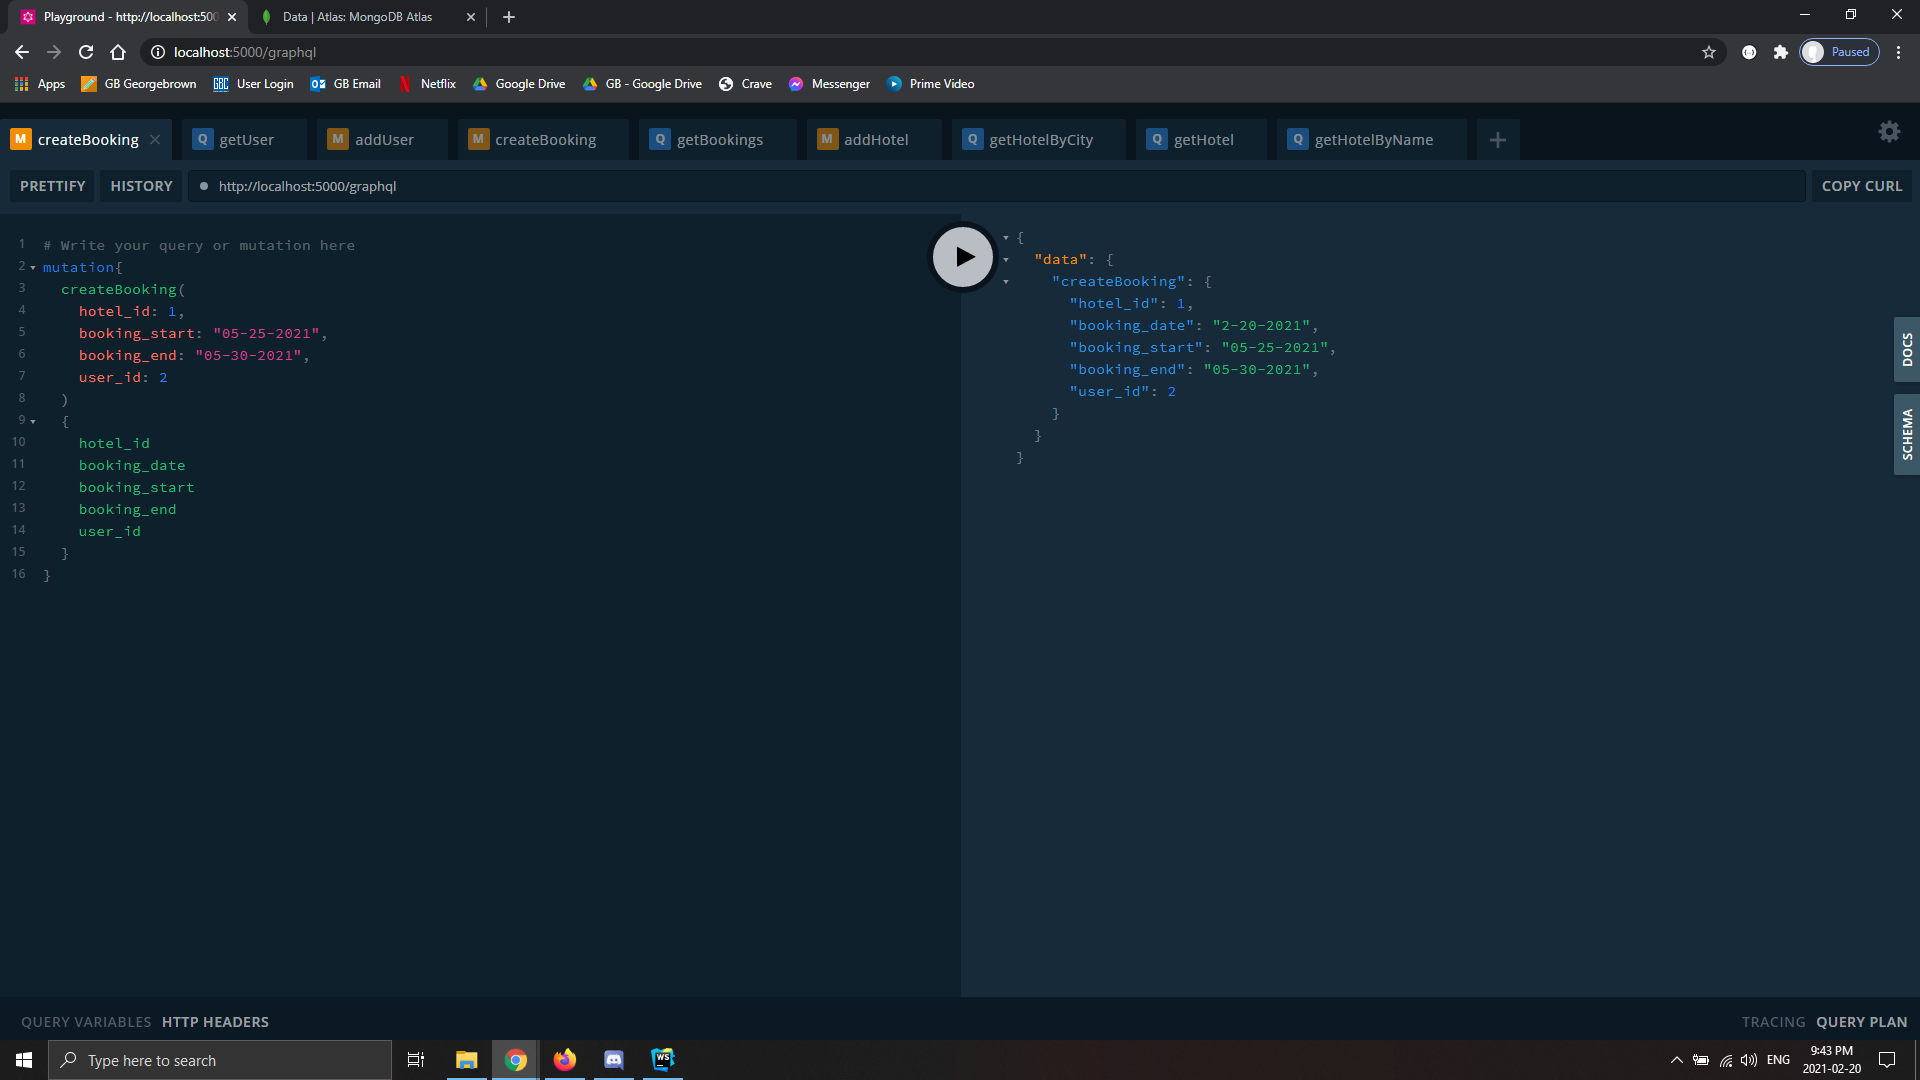 Playground - http://localhost:500
Data | Atlas: MongoDB Atlas
localhost:5000/graphql
Paused
Apps
GB Georgebrown
GBC User Login
GB Email
Netflix
Google Drive
GB - Google Drive
Crave
Messenger
Prime Video
M createBooking
Q getUser
M addUser
M createBooking
Q getBookings
M addHotel
Q getHotelByCity
Q getHotel
Q getHotelByName
PRETTIFY
HISTORY
http://localhost:5000/graphql
COPY CURL
1 # Write your query or mutation here
2 mutation{
3 createBooking(
4 hotel_id: 1,
5 booking_start: "05-25-2021",
6 booking_end: "05-30-2021",
7 user_id: 2
8 )
9 {
10 hotel_id
11 booking_date
12 booking_start
13 booking_end
14 user_id
15 }
16 }
{
"data": {
"createBooking": {
"hotel_id": 1,
"booking_date": "2-20-2021",
"booking_start": "05-25-2021",
"booking_end": "05-30-2021",
"user_id": 2
}
}
}
DOCS
SCHEMA
QUERY VARIABLES
HTTP HEADERS
TRACING
QUERY PLAN
Type here to search
WS
ENG
9:43 PM
2021-02-20